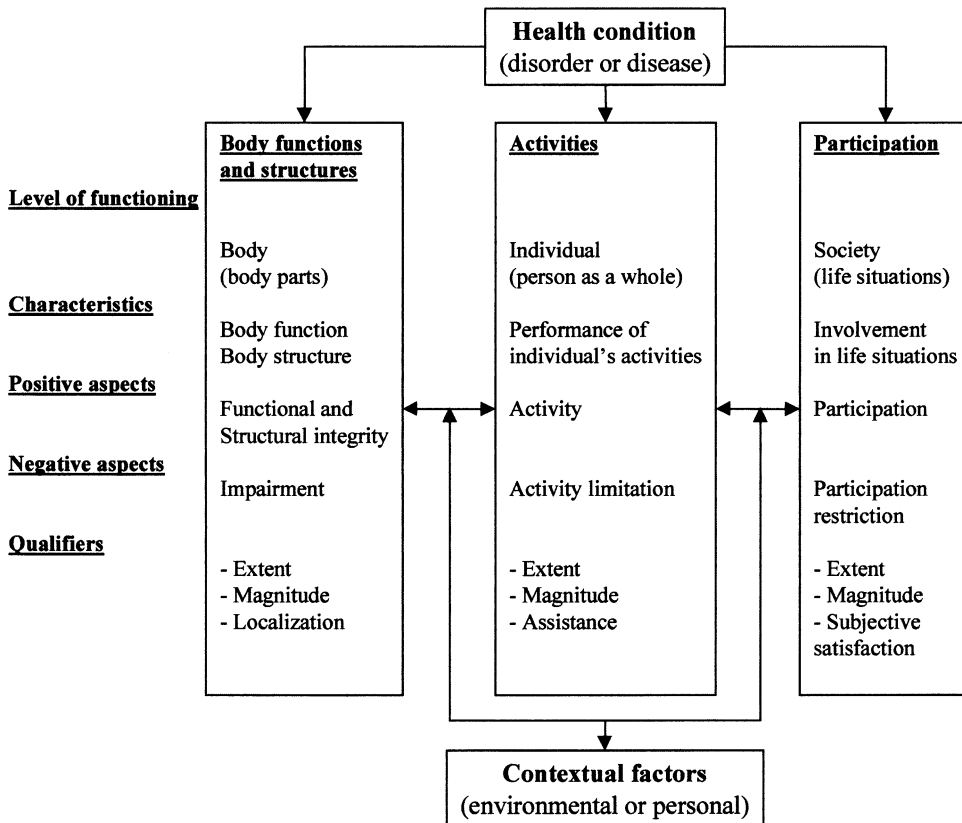 Health condition
(disorder or disease)
Body functions
and structures
Activities
Participation
Level of functioning
Body
(body parts)
Individual
(person as a whole)
Society
(life situations)
Characteristics
Body function
Body structure
Performance of
individual's activities
Involvement
in life situations
Positive aspects
Functional and
Structural integrity
Activity
Participation
Negative aspects
Impairment
Activity limitation
Participation
restriction
Qualifiers
- Extent
- Magnitude
- Localization
- Extent
- Magnitude
- Assistance
- Extent
- Magnitude
- Subjective
satisfaction
Contextual factors
(environmental or personal)